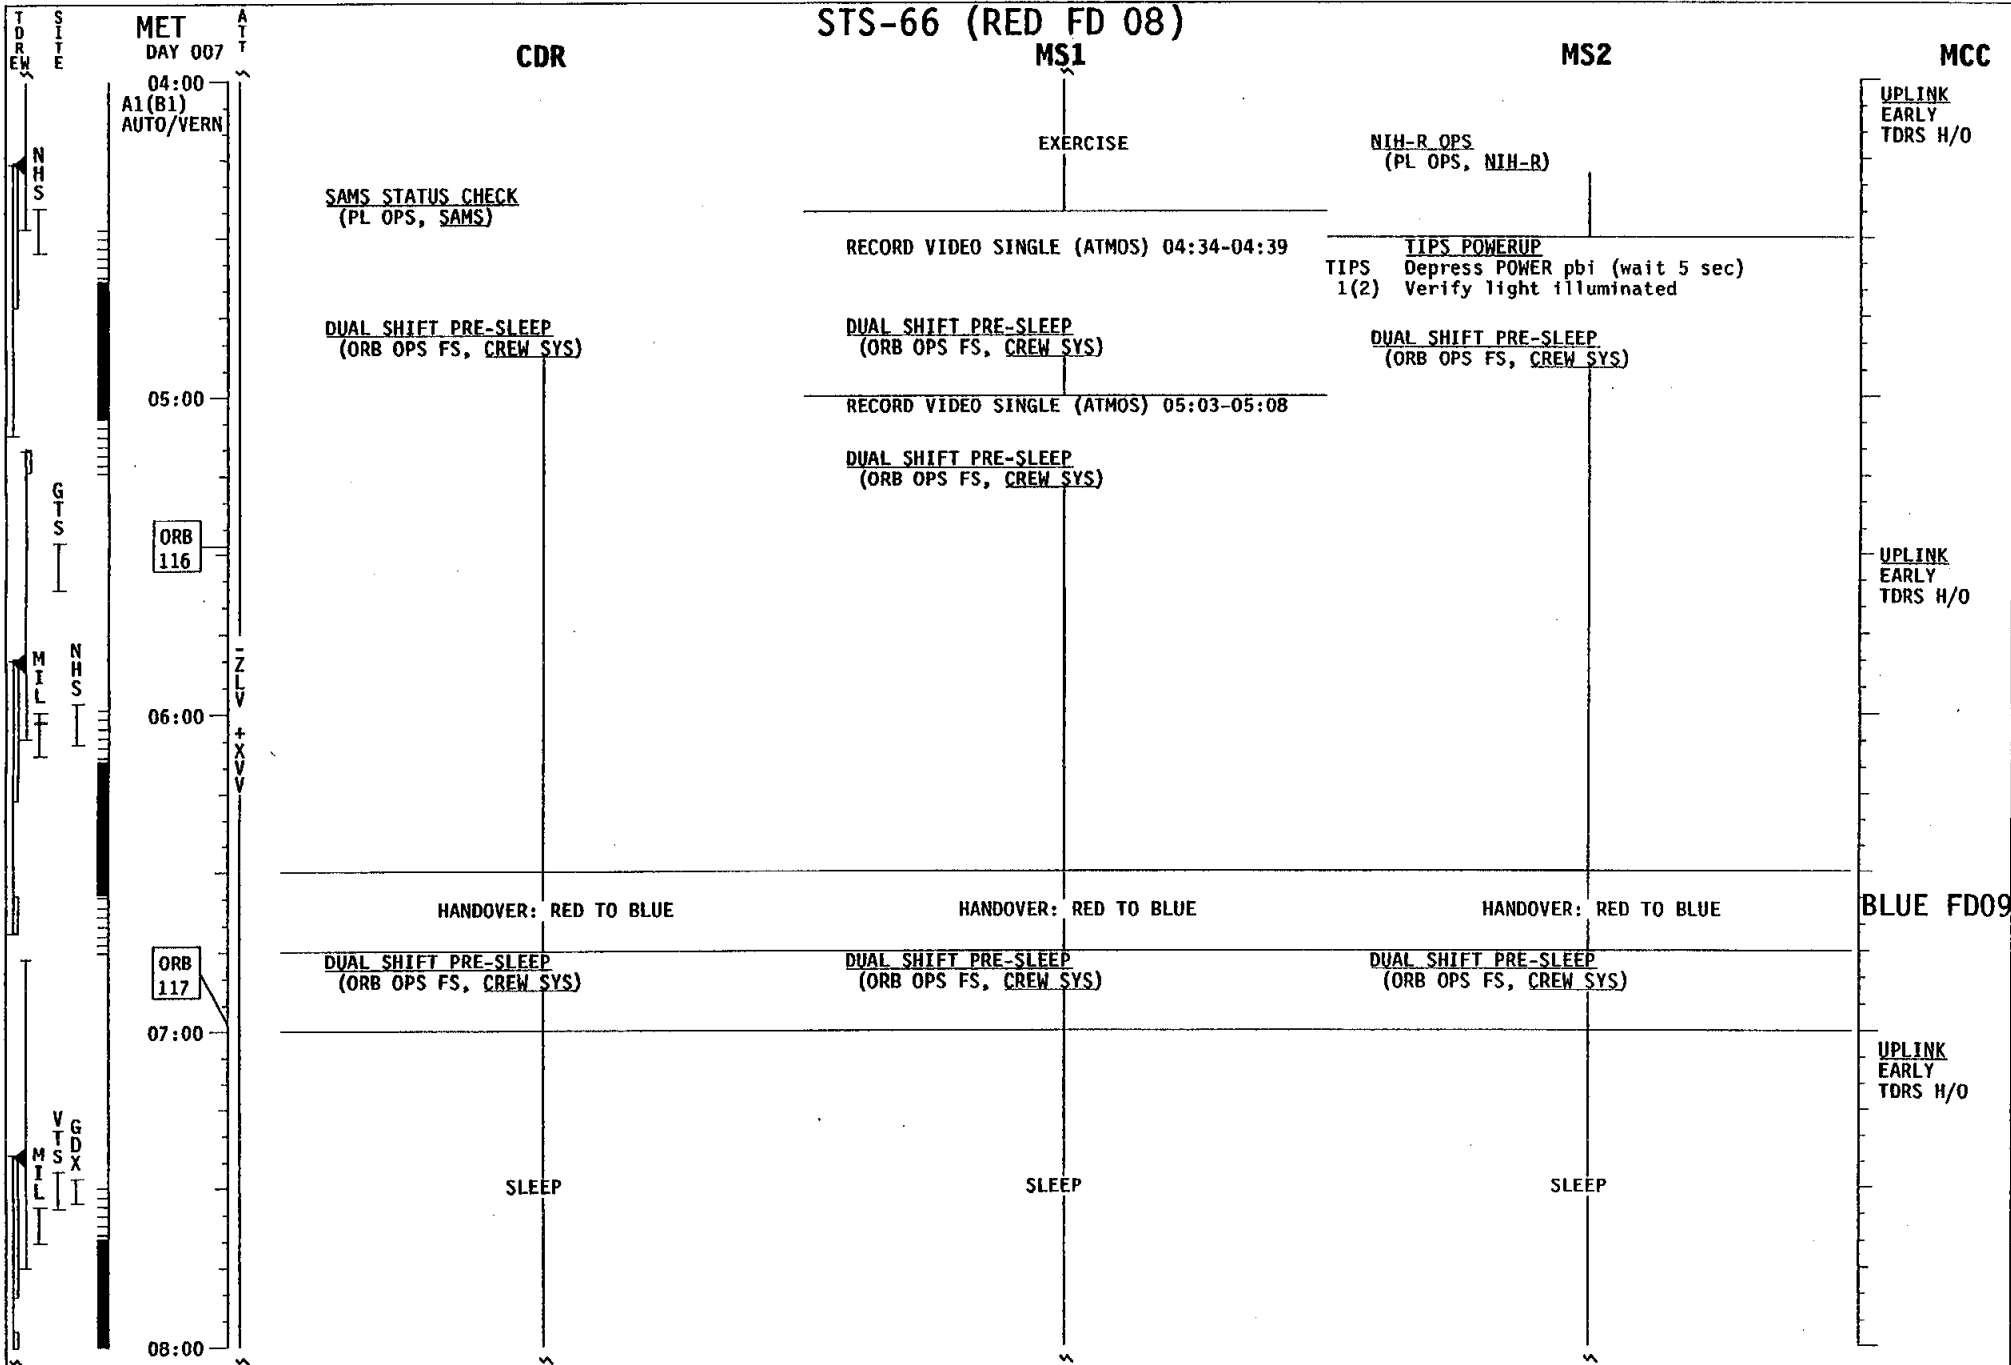 STS-66 (RED FD 08)
TDRS
E W
SITE
MET
DAY 007
ATT
CDR
MS1
MS2
MCC
04:00
A1(B1)
AUTO/VERN
UPLINK
EARLY
TDRS H/O
EXERCISE
NIH-R OPS
(PL OPS, NIH-R)
NHS
SAMS STATUS CHECK
(PL OPS, SAMS)
RECORD VIDEO SINGLE (ATMOS) 04:34-04:39
TIPS POWERUP
TIPS Depress POWER pbi (wait 5 sec)
1(2) Verify light illuminated
DUAL SHIFT PRE-SLEEP
(ORB OPS FS, CREW SYS)
DUAL SHIFT PRE-SLEEP
(ORB OPS FS, CREW SYS)
DUAL SHIFT PRE-SLEEP
(ORB OPS FS, CREW SYS)
05:00
RECORD VIDEO SINGLE (ATMOS) 05:03-05:08
DUAL SHIFT PRE-SLEEP
(ORB OPS FS, CREW SYS)
GTS
ORB
116
UPLINK
EARLY
TDRS H/O
MIL
NHS
-ZLV +XVV
06:00
HANDOVER: RED TO BLUE
HANDOVER: RED TO BLUE
HANDOVER: RED TO BLUE
BLUE FD09
ORB
117
DUAL SHIFT PRE-SLEEP
(ORB OPS FS, CREW SYS)
DUAL SHIFT PRE-SLEEP
(ORB OPS FS, CREW SYS)
DUAL SHIFT PRE-SLEEP
(ORB OPS FS, CREW SYS)
07:00
UPLINK
EARLY
TDRS H/O
MIL
VTS
GDX
SLEEP
SLEEP
SLEEP
08:00